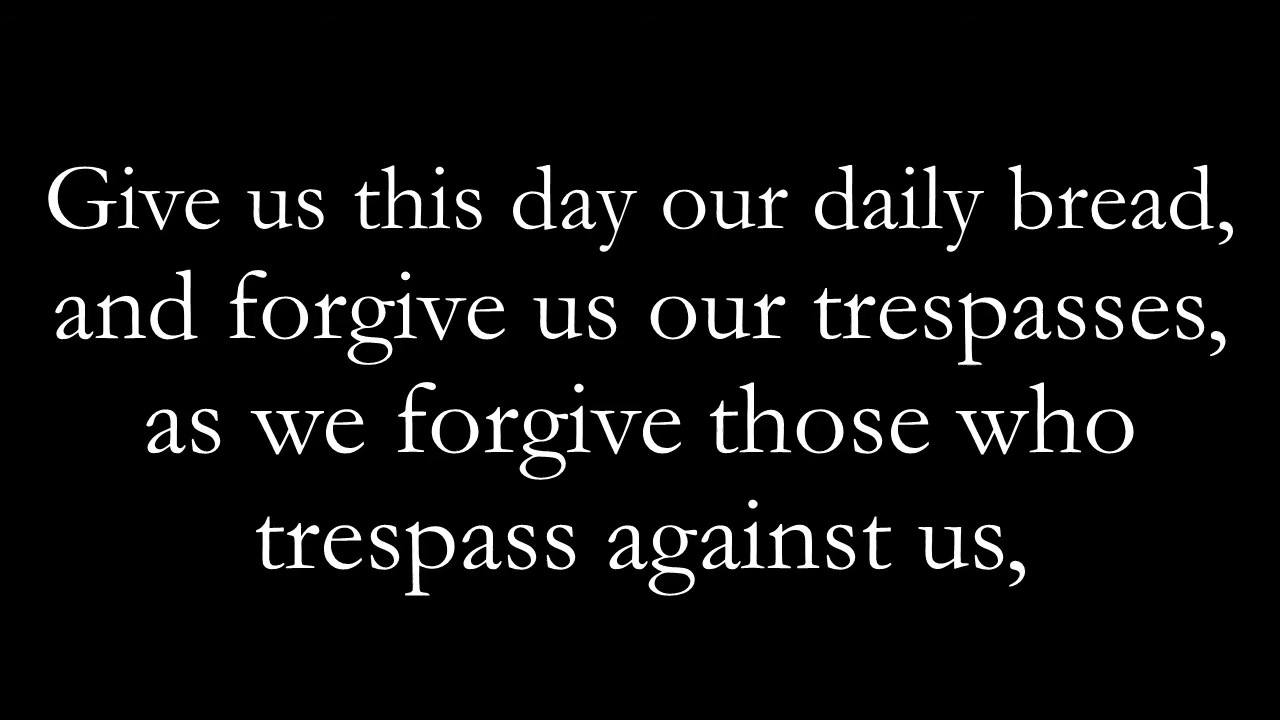 Give us this day our daily bread,
and forgive us our trespasses,
as we forgive those who
trespass against us,